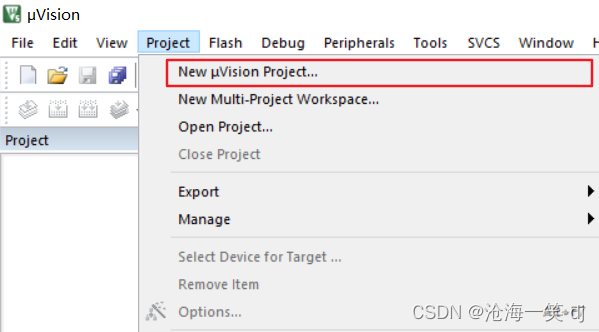 μVision
File Edit View Project Flash Debug Peripherals Tools SVCS Window H
New μVision Project...
New Multi-Project Workspace...
Open Project...
Project
Close Project
Export
Manage
Select Device for Target ...
Remove Item
Options...
CSDN @沧海一笑-dj